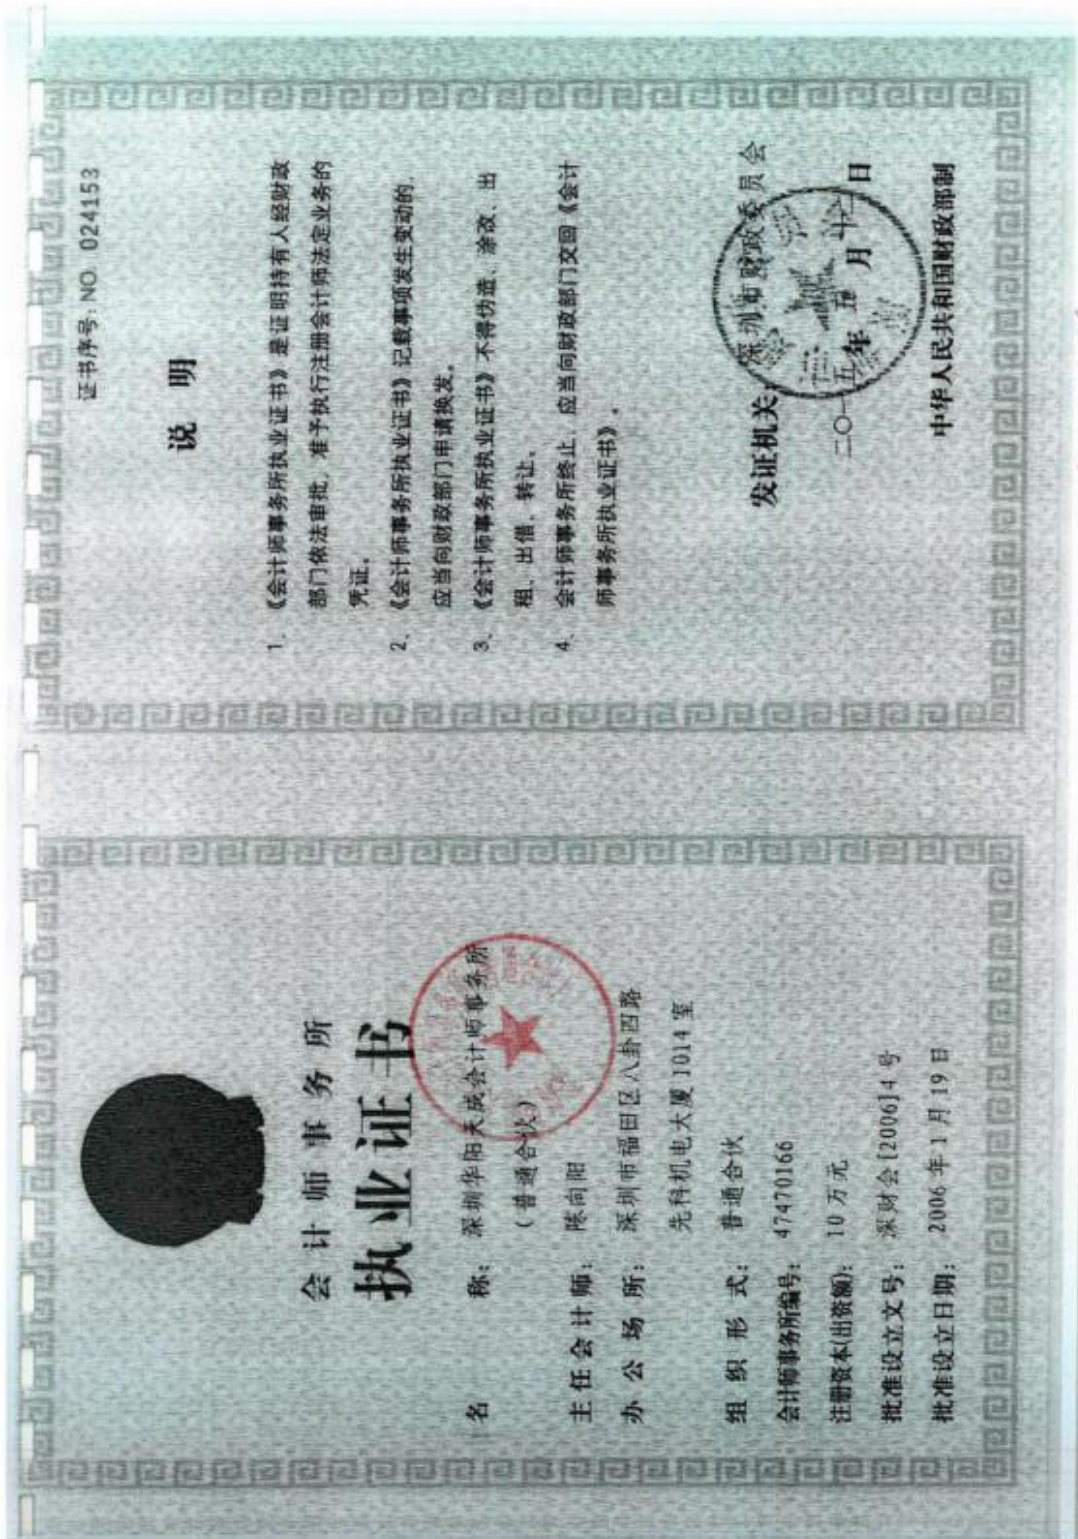 会计师事务所
执业证书
名称：深圳华阳天成会计师事务所
（普通合伙）
主任会计师：陈向阳
办公场所：深圳市福田区八卦四路
先科机电大厦1014室
组织形式：普通合伙
会计师事务所编号：47470166
注册资本(出资额)：10万元
批准设立文号：深财会[2006]4号
批准设立日期：2006年1月19日
证书序号：NO. 024153
说明
1、《会计师事务所执业证书》是证明持有人经财政
部门依法审批，准予执行注册会计师法定业务的
凭证。
2、《会计师事务所执业证书》记载事项发生变动的，
应当向财政部门申请换发。
3、《会计师事务所执业证书》不得伪造、涂改、出
租、出借、转让。
4、会计师事务所终止，应当向财政部门交回《会计
师事务所执业证书》。
发证机关：深圳市财政委员会
二〇一五年五月 日
中华人民共和国财政部制